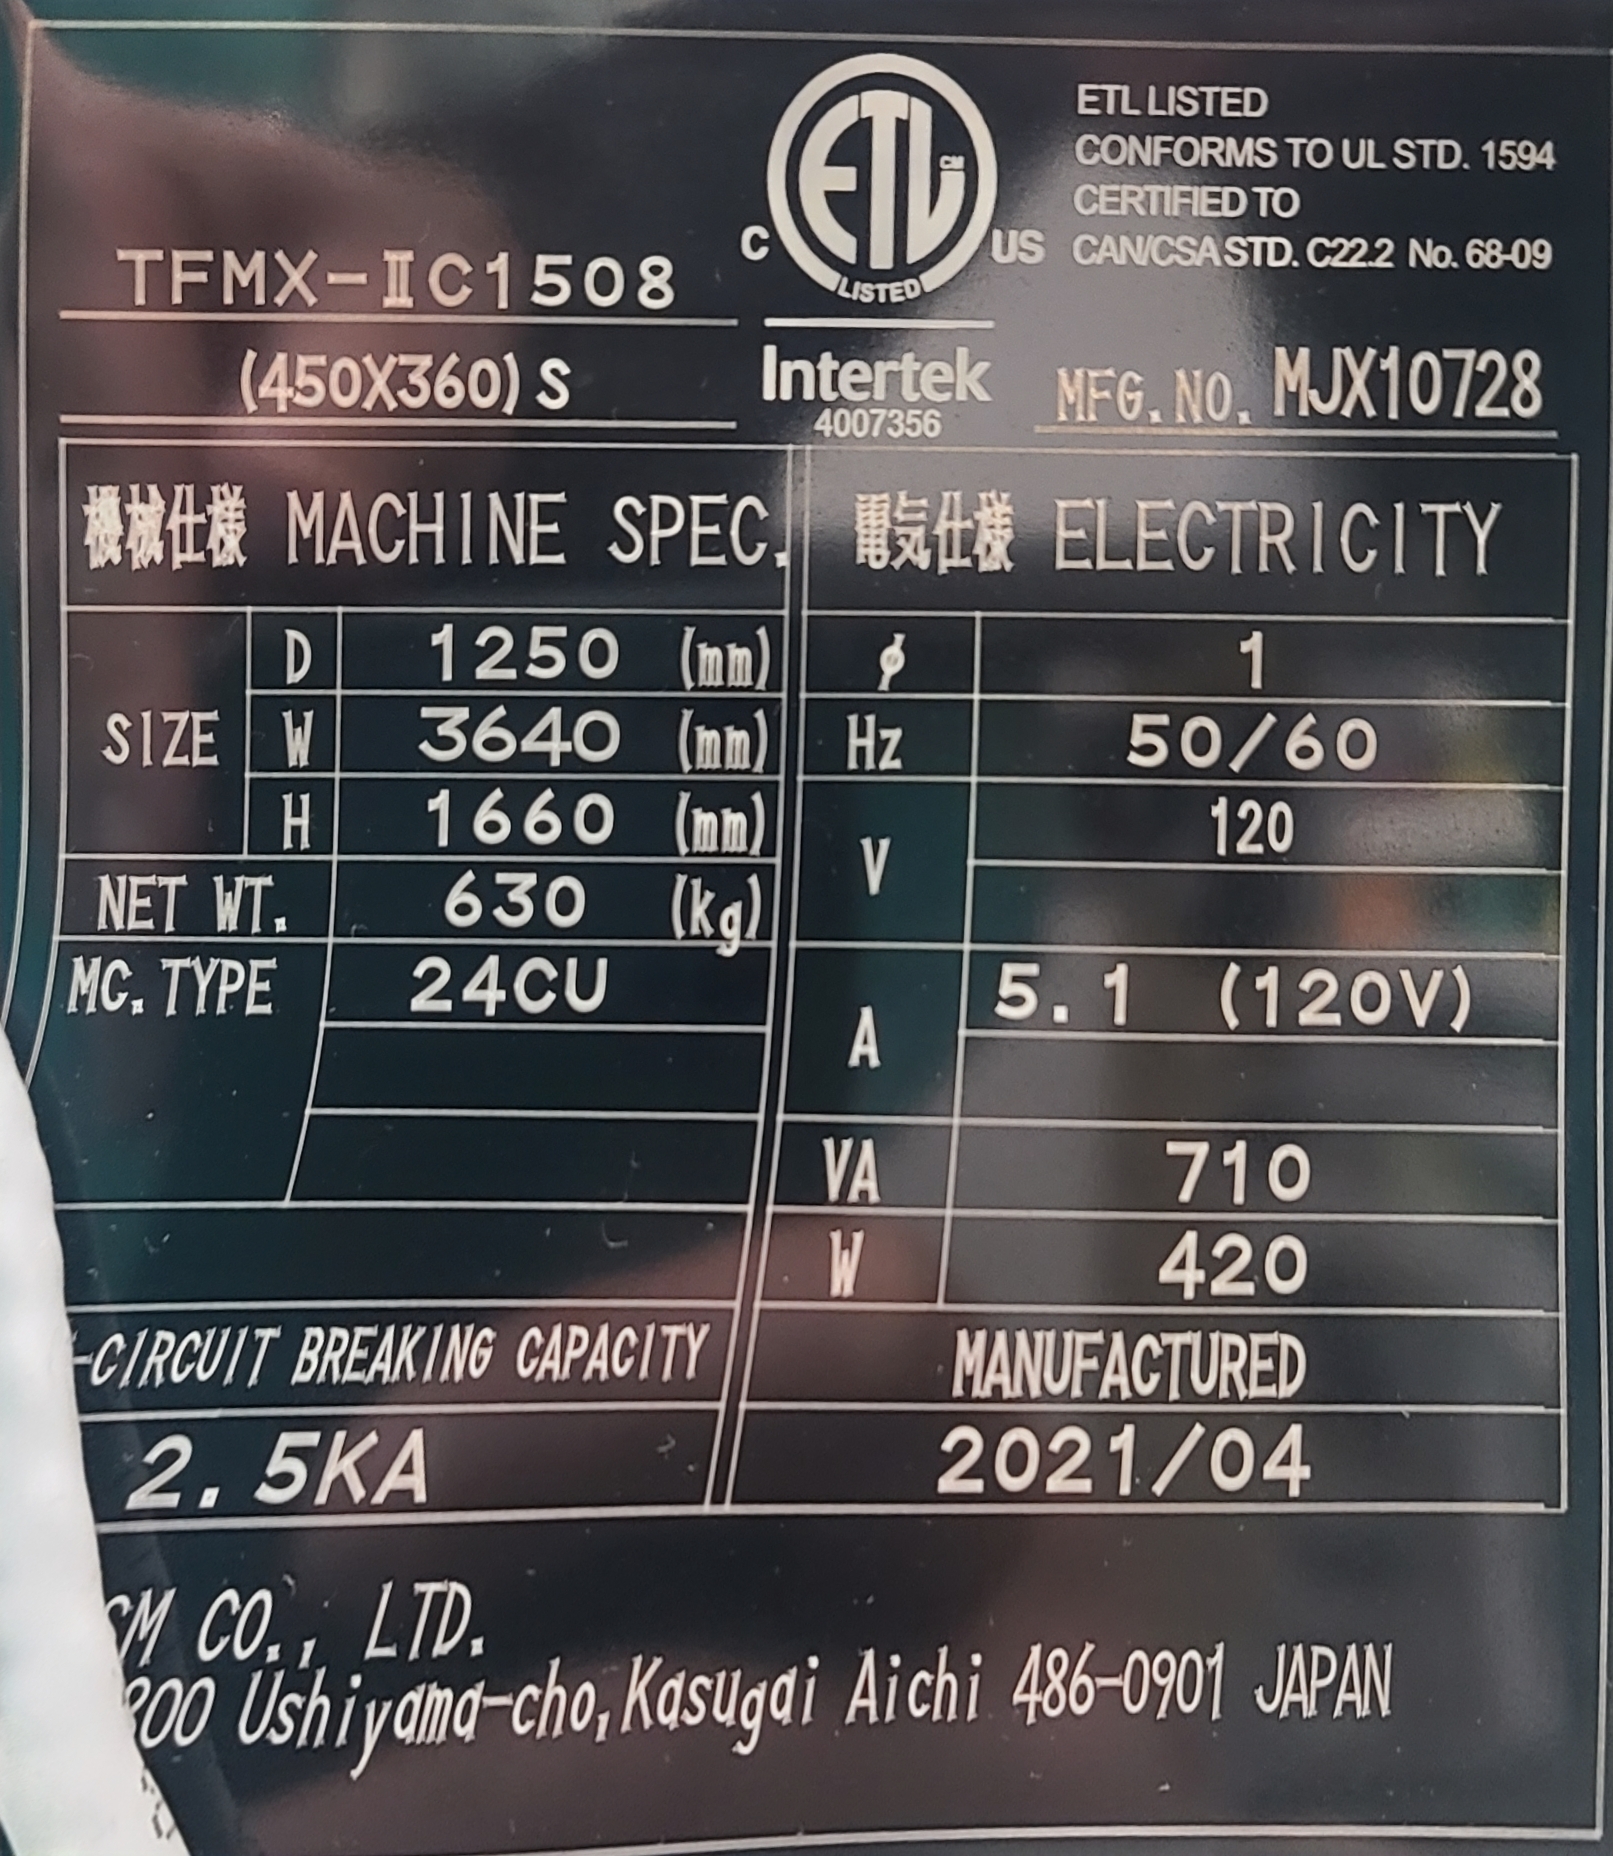 ETL LISTED
CONFORMS TO UL STD. 1594
CERTIFIED TO
CAN/CSA STD. C22.2 No. 68-09
C ETL CM US
LISTED
Intertek
4007356
TFMX-ⅡC1508
(450X360) S
MFG. NO. MJX10728
機械仕様 MACHINE SPEC.
電気仕様 ELECTRICITY
SIZE
D 1250 (mm)
W 3640 (mm)
H 1660 (mm)
NET WT. 630 (kg)
MC. TYPE 24CU
φ 1
Hz 50/60
V 120
A 5.1 (120V)
VA 710
W 420
-CIRCUIT BREAKING CAPACITY
2.5KA
MANUFACTURED
2021/04
CO., LTD.
Ushiyama-cho, Kasugai Aichi 486-0901 JAPAN